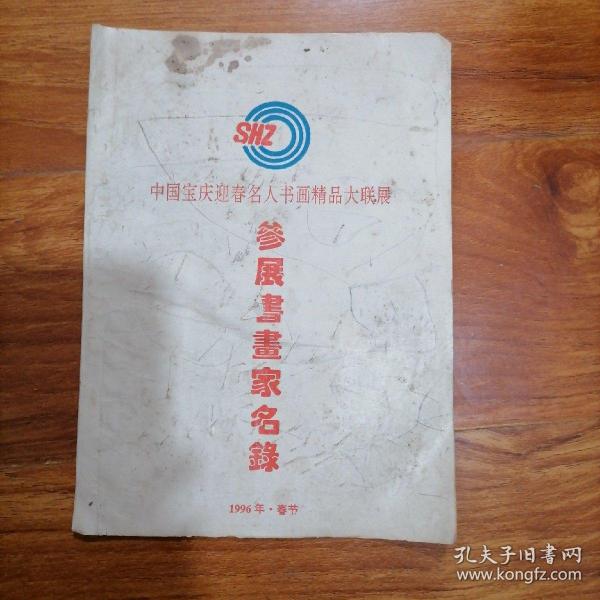 SHZ
中国宝庆迎春名人书画精品大联展
參展書畫家名錄
1996年·春节
孔夫子旧书网
www.kongfz.com